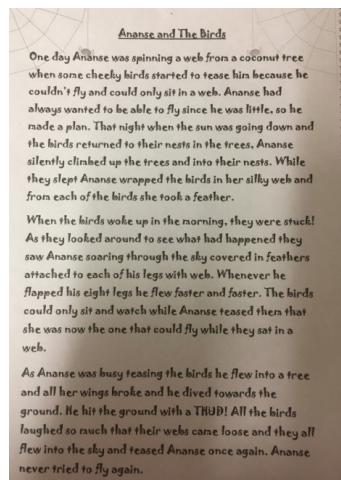 Ananse and The Birds
One day Ananse was spinning a web from a coconut tree
when some cheeky birds started to tease him because he
couldn't fly and could only sit in a web. Ananse had
always wanted to be able to fly since he was little, so he
made a plan. That night when the sun was going down and
the birds returned to their nests in the trees, Ananse
silently climbed up the trees and into their nests. While
they slept Ananse wrapped the birds in her silky web and
from each of the birds she took a feather.
When the birds woke up in the morning, they were stuck!
As they looked around to see what had happened they
saw Ananse soaring through the sky covered in feathers
attached to each of his legs with web. Whenever he
flapped his eight legs he flew faster and faster. The birds
could only sit and watch while Ananse teased them that
she was now the one that could fly while they sat in a
web.
As Ananse was busy teasing the birds he flew into a tree
and all her wings broke and he dived towards the
ground. He hit the ground with a THUD! All the birds
laughed so much that their webs came loose and they all
flew into the sky and teased Ananse once again. Ananse
never tried to fly again.